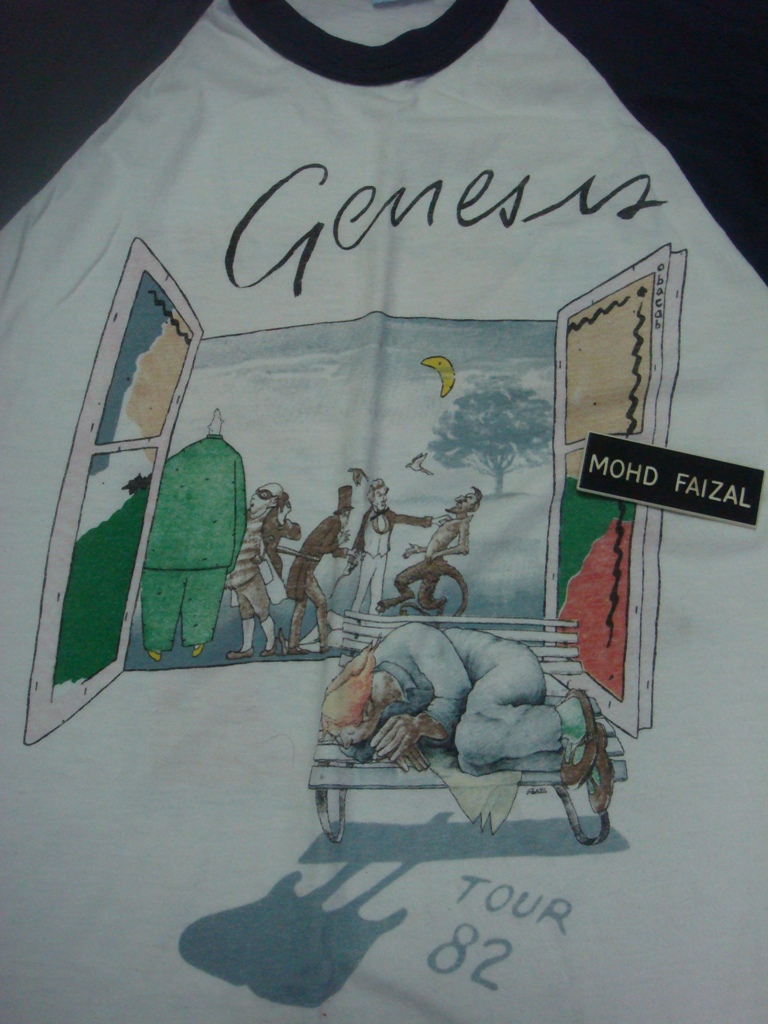 Genesis
abacab
MOHD FAIZAL
TOUR
82